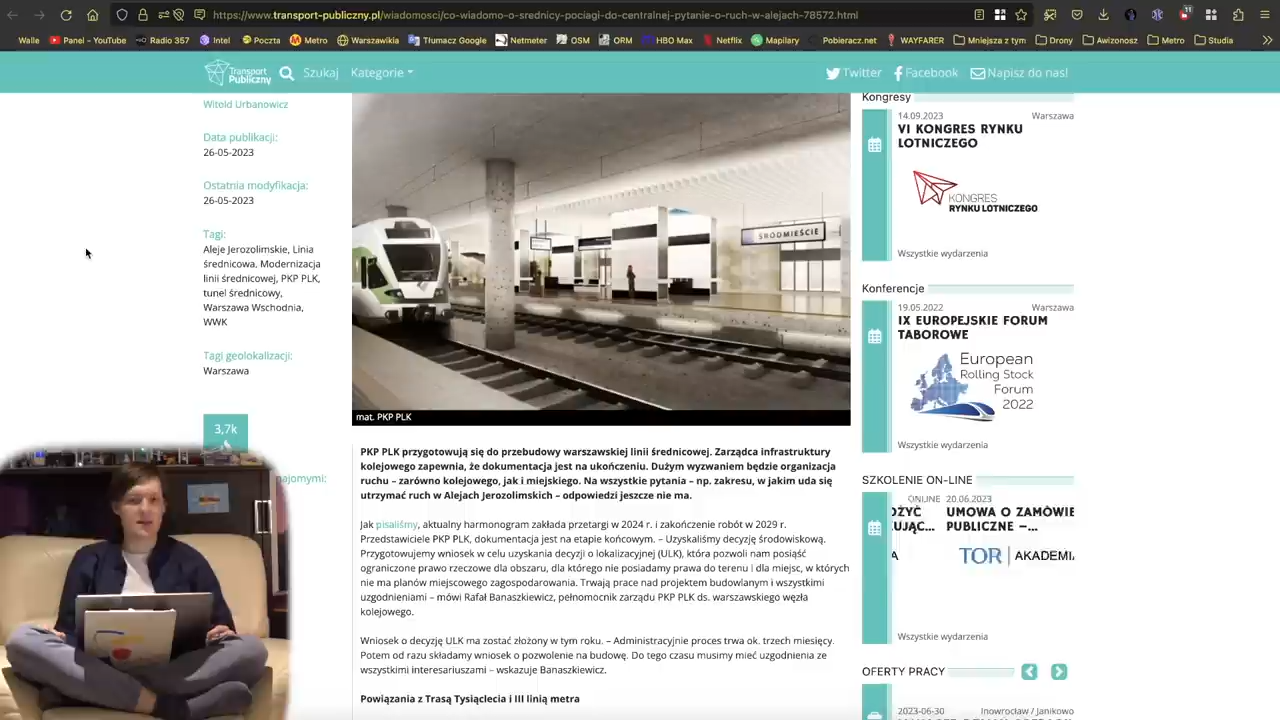 https://www.transport-publiczny.pl/wiadomosci/co-wiadomo-o-srednicy-pociagi-do-centralnej-pytanie-o-ruch-w-alejach-78572.html
11
Walle
Panel – YouTube
Radio 357
Intel
Poczta
Metro
Warszawikia
Tłumacz Google
Netmeter
OSM
ORM
HBO Max
Netflix
Mapilary
Pobieracz.net
WAYFARER
Mniejsza z tym
Drony
Awizonosz
Metro
Studia
Transport Publiczny
Szukaj
Kategorie
Twitter
Facebook
Napisz do nas!
Witold Urbanowicz
Data publikacji:
26-05-2023
Ostatnia modyfikacja:
26-05-2023
Tagi:
Aleje Jerozolimskie, Linia
średnicowa, Modernizacja
linii średnicowej, PKP PLK,
tunel średnicowy,
Warszawa Wschodnia,
WWK
Tagi geolokalizacji:
Warszawa
3,7k
najomymi:
ŚRÓDMIEŚCIE
mat. PKP PLK
PKP PLK przygotowują się do przebudowy warszawskiej linii średnicowej. Zarządca infrastruktury
kolejowego zapewnia, że dokumentacja jest na ukończeniu. Dużym wyzwaniem będzie organizacja
ruchu – zarówno kolejowego, jak i miejskiego. Na wszystkie pytania – np. zakresu, w jakim uda się
utrzymać ruch w Alejach Jerozolimskich – odpowiedzi jeszcze nie ma.
Jak pisaliśmy, aktualny harmonogram zakłada przetargi w 2024 r. i zakończenie robót w 2029 r.
Przedstawiciele PKP PLK, dokumentacja jest na etapie końcowym. – Uzyskaliśmy decyzję środowiskową.
Przygotowujemy wniosek w celu uzyskania decyzji o lokalizacyjnej (ULK), która pozwoli nam posiąść
ograniczone prawo rzeczowe dla obszaru, dla którego nie posiadamy prawa do terenu i dla miejsc, w których
nie ma planów miejscowego zagospodarowania. Trwają prace nad projektem budowlanym i wszystkimi
uzgodnieniami – mówi Rafał Banaszkiewicz, pełnomocnik zarządu PKP PLK ds. warszawskiego węzła
kolejowego.
Wniosek o decyzję ULK ma zostać złożony w tym roku. – Administracyjnie proces trwa ok. trzech miesięcy.
Potem od razu składamy wniosek o pozwolenie na budowę. Do tego czasu musimy mieć uzgodnienia ze
wszystkimi interesariuszami – wskazuje Banaszkiewicz.
Powiązania z Trasą Tysiąclecia i III linią metra
Kongresy
14.09.2023 Warszawa
VI KONGRES RYNKU
LOTNICZEGO
KONGRES
RYNKU LOTNICZEGO
Wszystkie wydarzenia
Konferencje
19.05.2022 Warszawa
IX EUROPEJSKIE FORUM
TABOROWE
European
Rolling Stock
Forum
2022
Wszystkie wydarzenia
SZKOLENIE ON-LINE
ONLINE 20.06.2023
OŻYĆ UMOWA O ZAMÓWIE
UJĄC... PUBLICZNE –...
A TOR AKADEMIA
Wszystkie wydarzenia
OFERTY PRACY
2023-06-30 Inowrocław / Janikowo